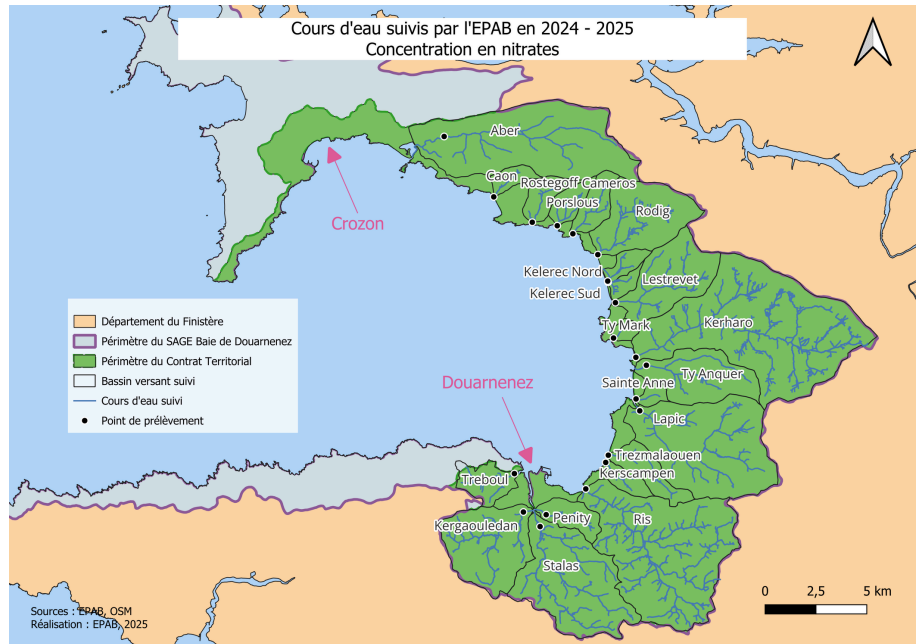 Cours d'eau suivis par l'EPAB en 2024 - 2025
Concentration en nitrates
Aber
Caon
Rostegoff Cameros
Porslous
Rodig
Crozon
Kelerec Nord
Lestrevet
Kelerec Sud
Ty Mark
Kerharo
Département du Finistère
Périmètre du SAGE Baie de Douarnenez
Périmètre du Contrat Territorial
Bassin versant suivi
Cours d'eau suivi
Point de prélèvement
Douarnenez
Ty Anquer
Sainte Anne
Lapic
Trezmalaouen
Kerscampen
Treboul
Kergaouledan
Penity
Ris
Stalas
0 2,5 5 km
Sources : EPAB, OSM
Réalisation : EPAB, 2025